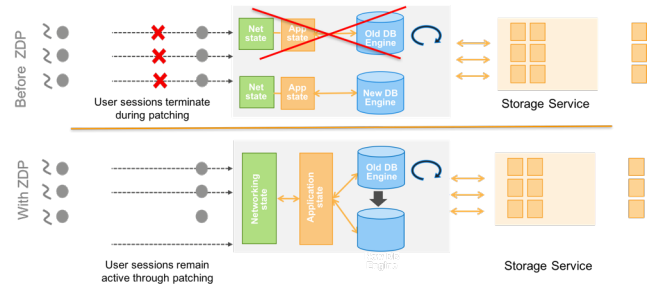 Before ZDP
Net
state
App
state
Old DB
Engine
Net
state
App
state
New DB
Engine
User sessions terminate
during patching
Storage Service
With ZDP
Networking
state
Application
state
Old DB
Engine
Engine
User sessions remain
active through patching
Storage Service